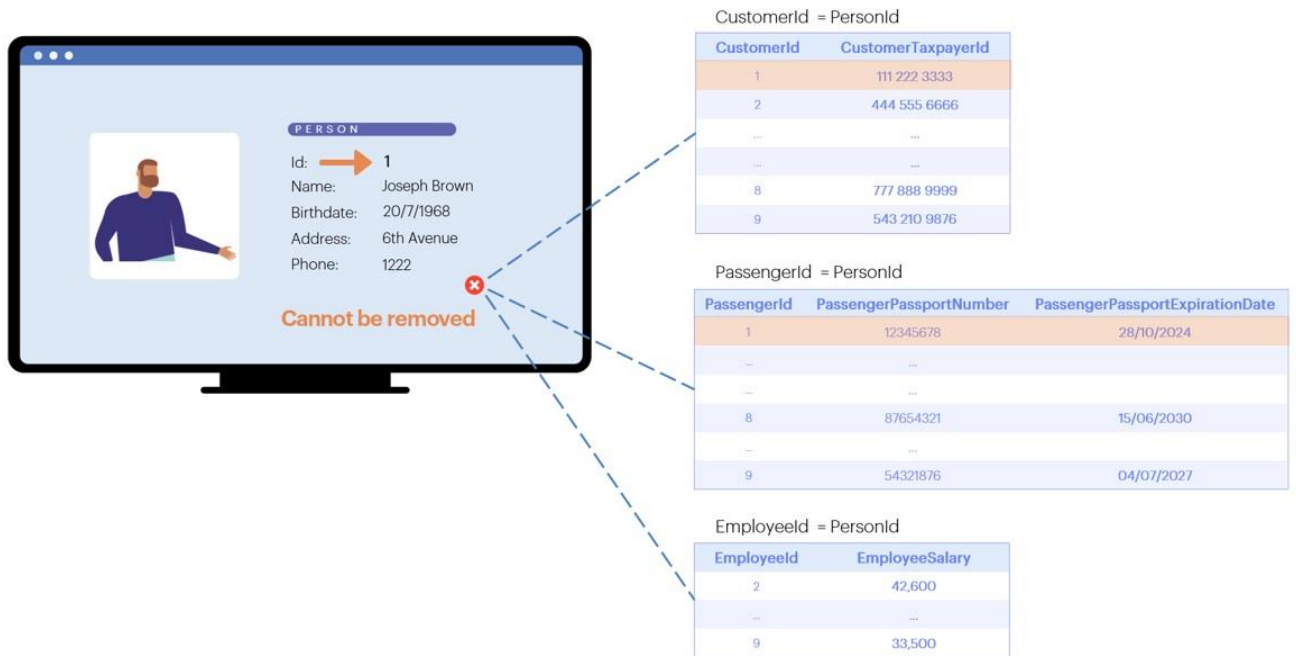 PERSON
Id: 1
Name: Joseph Brown
Birthdate: 20/7/1968
Address: 6th Avenue
Phone: 1222
Cannot be removed
CustomerId = PersonId
CustomerId CustomerTaxpayerId
1 111 222 3333
2 444 555 6666
... ...
... ...
8 777 888 9999
9 543 210 9876
PassengerId = PersonId
PassengerId PassengerPassportNumber PassengerPassportExpirationDate
1 12345678 28/10/2024
... ...
... ...
8 87654321 15/06/2030
... ...
9 54321876 04/07/2027
EmployeeId = PersonId
EmployeeId EmployeeSalary
2 42,600
... ...
9 33,500